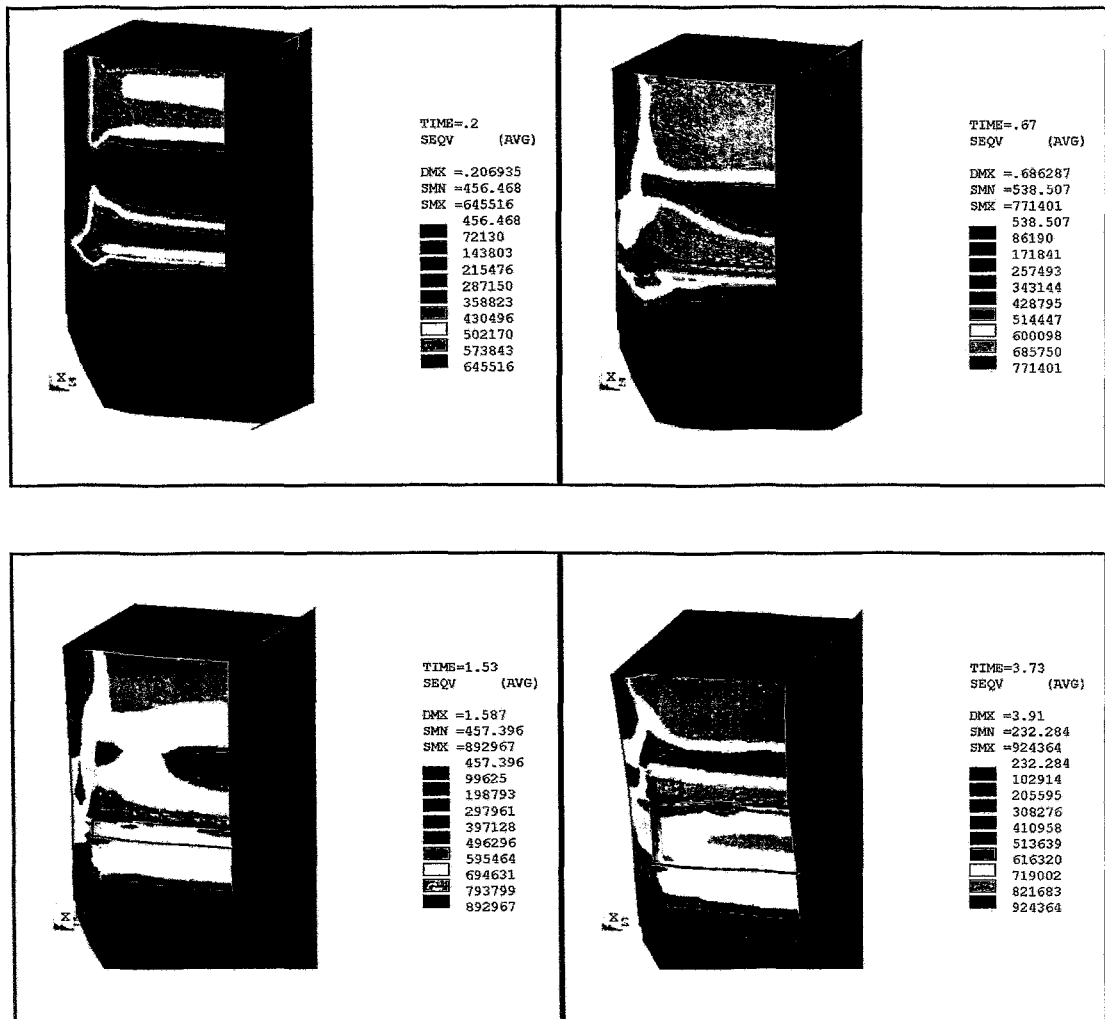 TIME=.2
SEQV (AVG)
DMX =.206935
SMN =456.468
SMX =645516
456.468
72130
143803
215476
287150
358823
430496
502170
573843
645516
X
TIME=.67
SEQV (AVG)
DMX =.686287
SMN =538.507
SMX =771401
538.507
86190
171841
257493
343144
428795
514447
600098
685750
771401
X
TIME=1.53
SEQV (AVG)
DMX =1.587
SMN =457.396
SMX =892967
457.396
99625
198793
297961
397128
496296
595464
694631
793799
892967
X
TIME=3.73
SEQV (AVG)
DMX =3.91
SMN =232.284
SMX =924364
232.284
102914
205595
308276
410958
513639
616320
719002
821683
924364
X